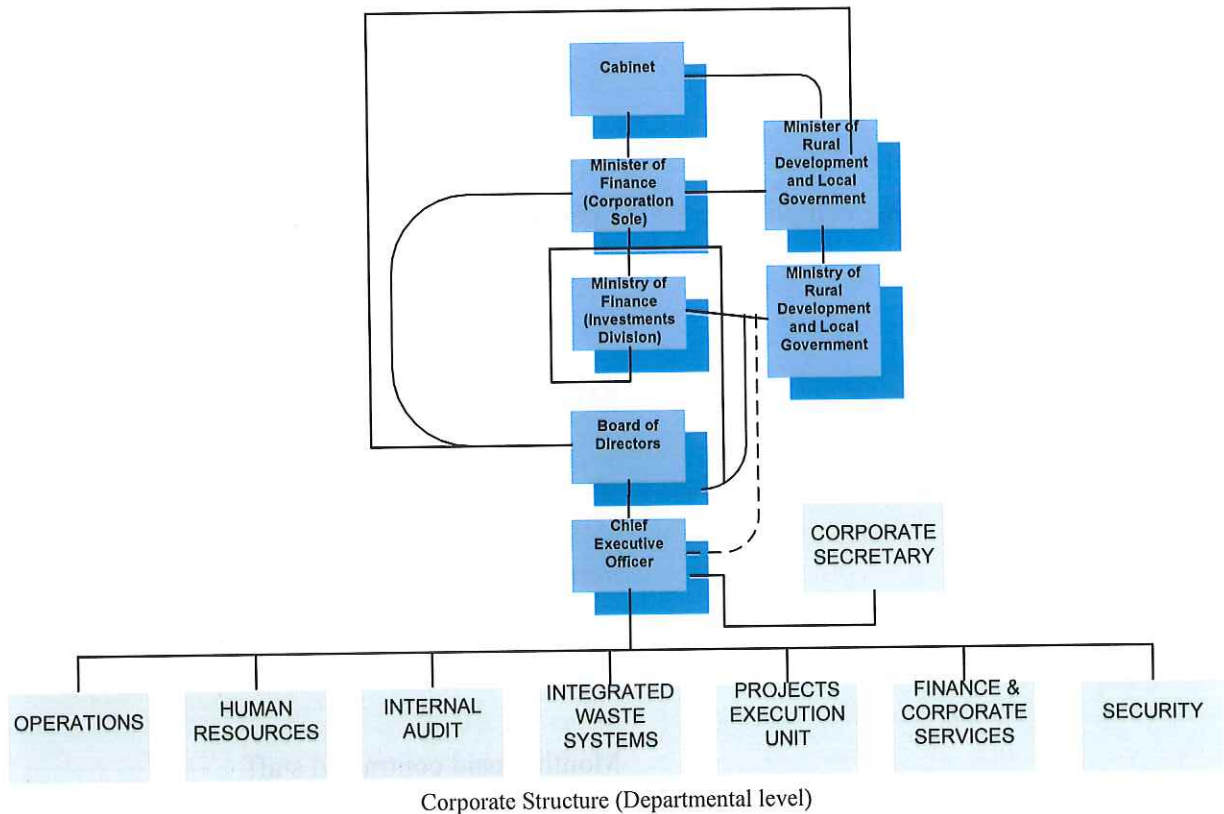 Cabinet
Minister of
Rural
Development
and Local
Government
Minister of
Finance
(Corporation
Sole)
Ministry of
Finance
(Investments
Division)
Ministry of
Rural
Development
and Local
Government
Board of
Directors
Chief
Executive
Officer
CORPORATE
SECRETARY
OPERATIONS
HUMAN
RESOURCES
INTERNAL
AUDIT
INTEGRATED
WASTE
SYSTEMS
PROJECTS
EXECUTION
UNIT
FINANCE &
CORPORATE
SERVICES
SECURITY
Corporate Structure (Departmental level)